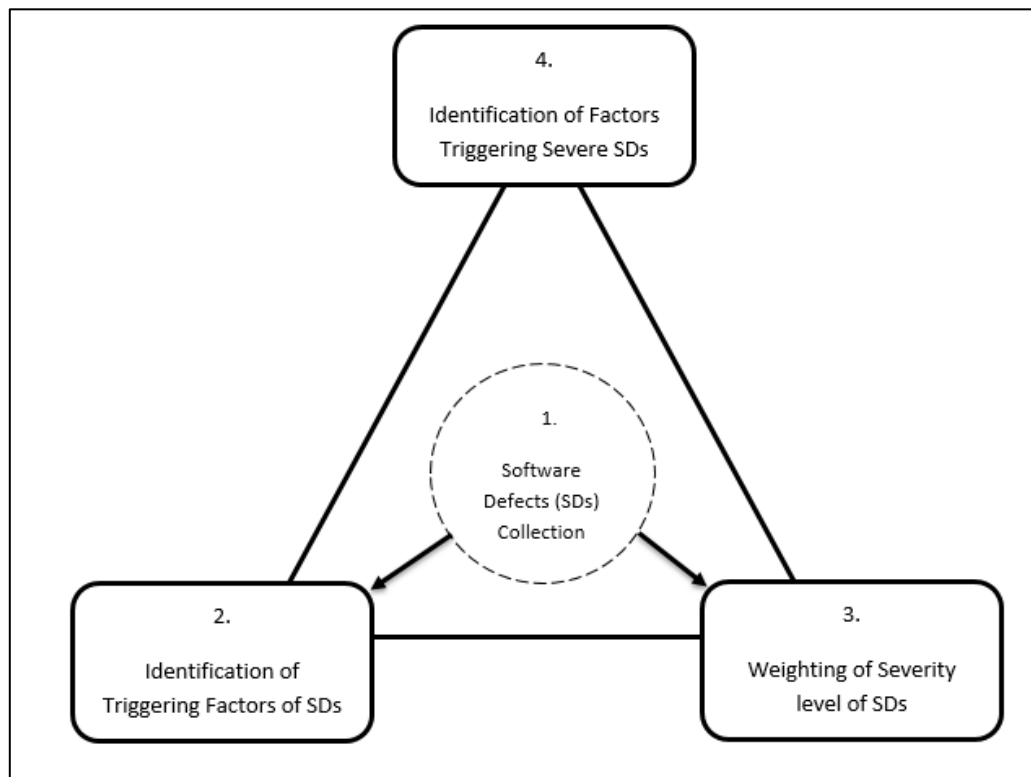 4.
Identification of Factors
Triggering Severe SDs
1.
Software
Defects (SDs)
Collection
2.
Identification of
Triggering Factors of SDs
3.
Weighting of Severity
level of SDs